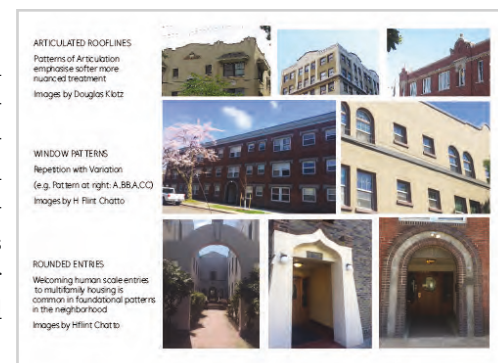 ARTICULATED ROOFLINES
Patterns of Articulation
emphasise softer more
nuanced treatment
Images by Douglas Klotz
WINDOW PATTERNS
Repetition with Variation
(e.g. Pattern at right: A,BB,A,CC)
Images by H Flint Chatto
ROUNDED ENTRIES
Welcoming human scale entries
to multifamily housing is
common in foundational patterns
in the neighborhood
Images by Hflint Chatto